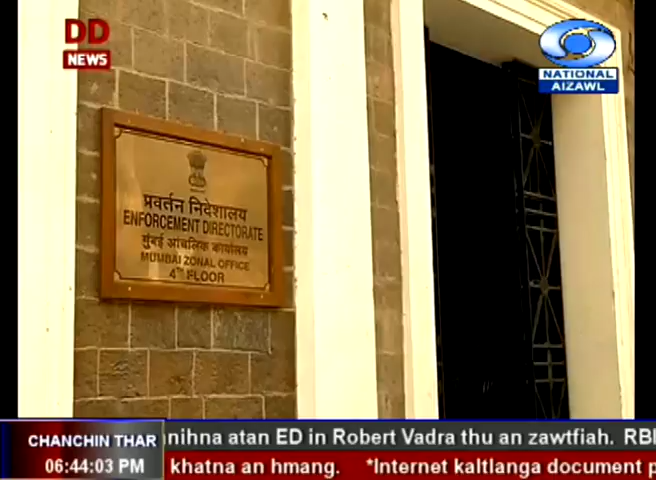 DD
NEWS
NATIONAL
AIZAWL
प्रवर्तन निदेशालय
ENFORCEMENT DIRECTORATE
मुंबई आंचलिक कार्यालय
MUMBAI ZONAL OFFICE
4TH FLOOR
CHANCHIN THAR
06:44:03 PM
nihna atan ED in Robert Vadra thu an zawtfiah. RBI
khatna an hmang. *Internet kaltlanga document p